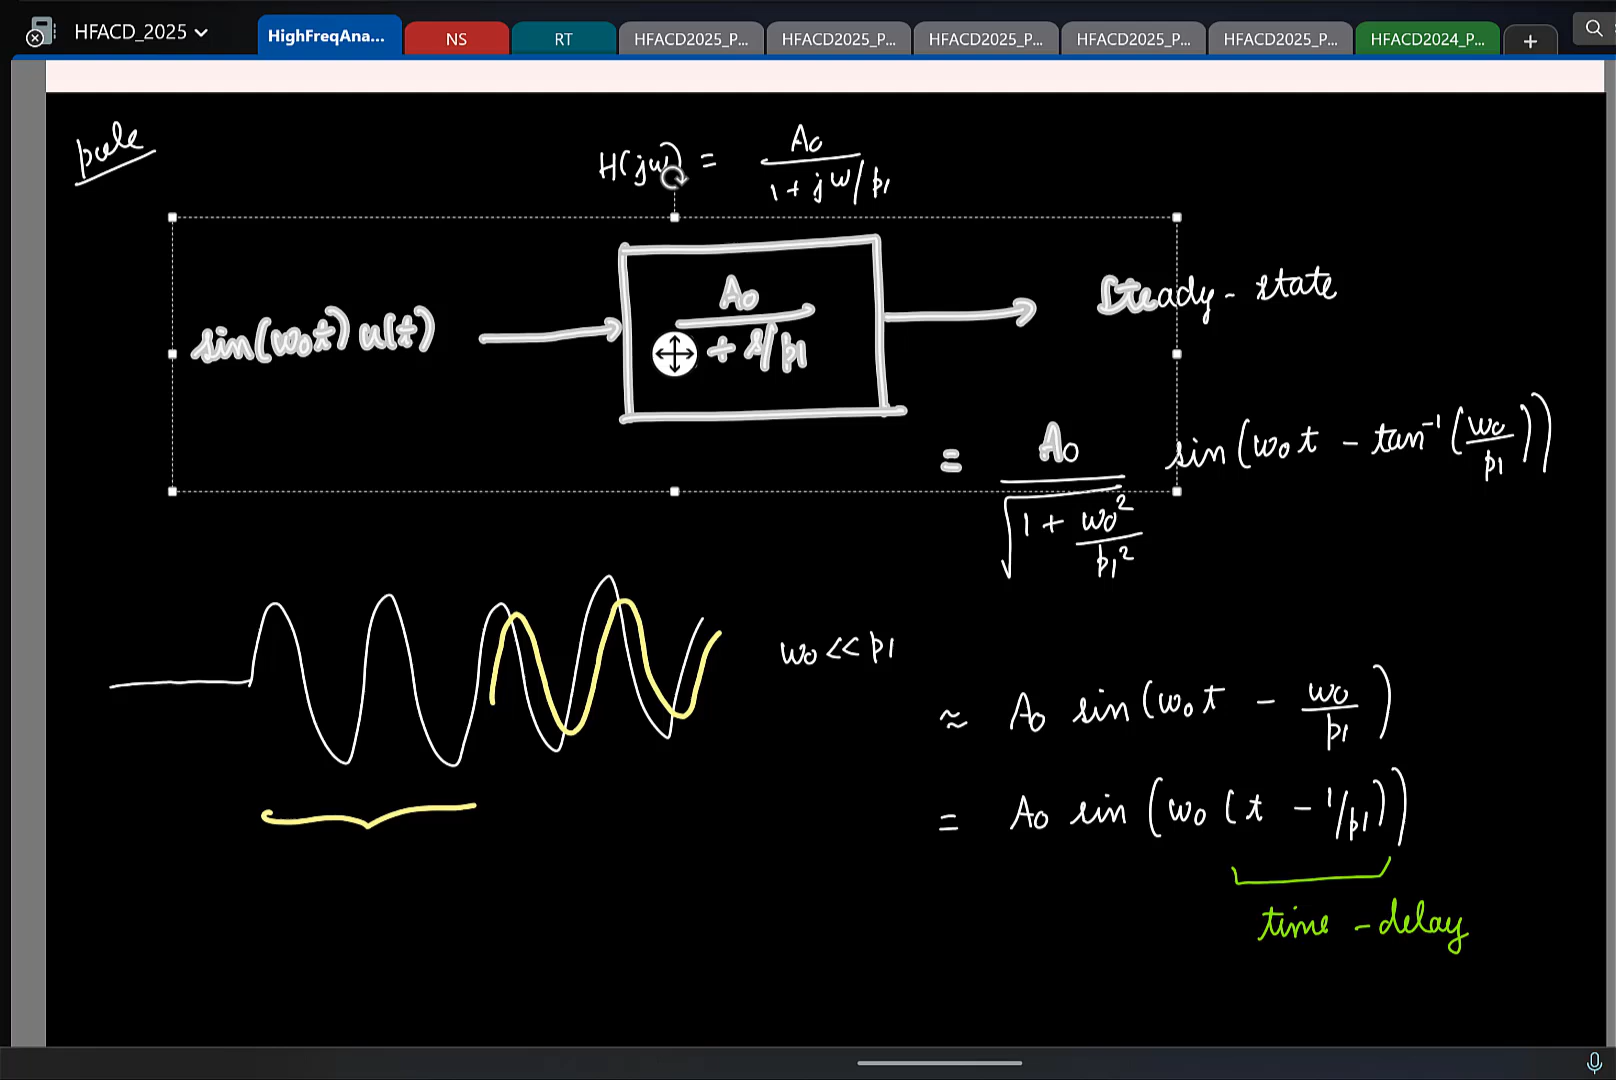 HFACD_2025
HighFreqAna... NS RT HFACD2025_P... HFACD2025_P... HFACD2025_P... HFACD2025_P... HFACD2025_P... HFACD2024_P... +
pole
H(jω) = A0 / (1 + jω/p1)
sin(ω0t) u(t) → A0 / + s/p1 → Steady-state
= A0 / √(1 + ω0²/p1²) sin(ω0t - tan⁻¹(ω0/p1))
ω0 << p1
≈ A0 sin(ω0t - ω0/p1)
= A0 sin(ω0(t - 1/p1))
time-delay